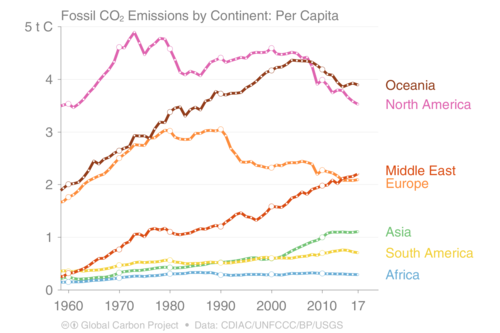 Fossil CO₂ Emissions by Continent: Per Capita
5 t C
4
3
2
1
0
1960 1970 1980 1990 2000 2010 17
Oceania
North America
Middle East
Europe
Asia
South America
Africa
Global Carbon Project • Data: CDIAC/UNFCCC/BP/USGS